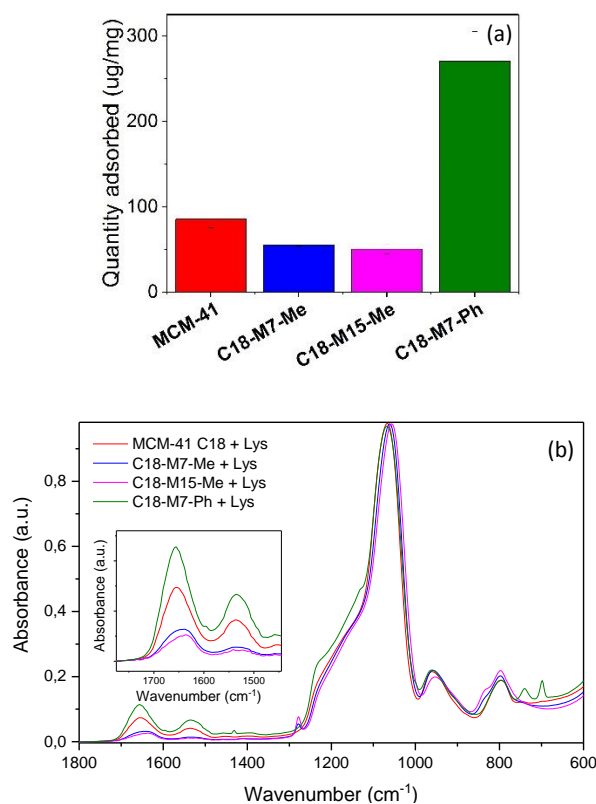 (a)
Quantity adsorbed (ug/mg)
300
200
100
0
MCM-41
C18-M7-Me
C18-M15-Me
C18-M7-Ph
(b)
MCM-41 C18 + Lys
C18-M7-Me + Lys
C18-M15-Me + Lys
C18-M7-Ph + Lys
Absorbance (a.u.)
0,8
0,6
0,4
0,2
0,0
Absorbance (a.u.)
1700 1600 1500
Wavenumber (cm-1)
1800 1600 1400 1200 1000 800 600
Wavenumber (cm-1)